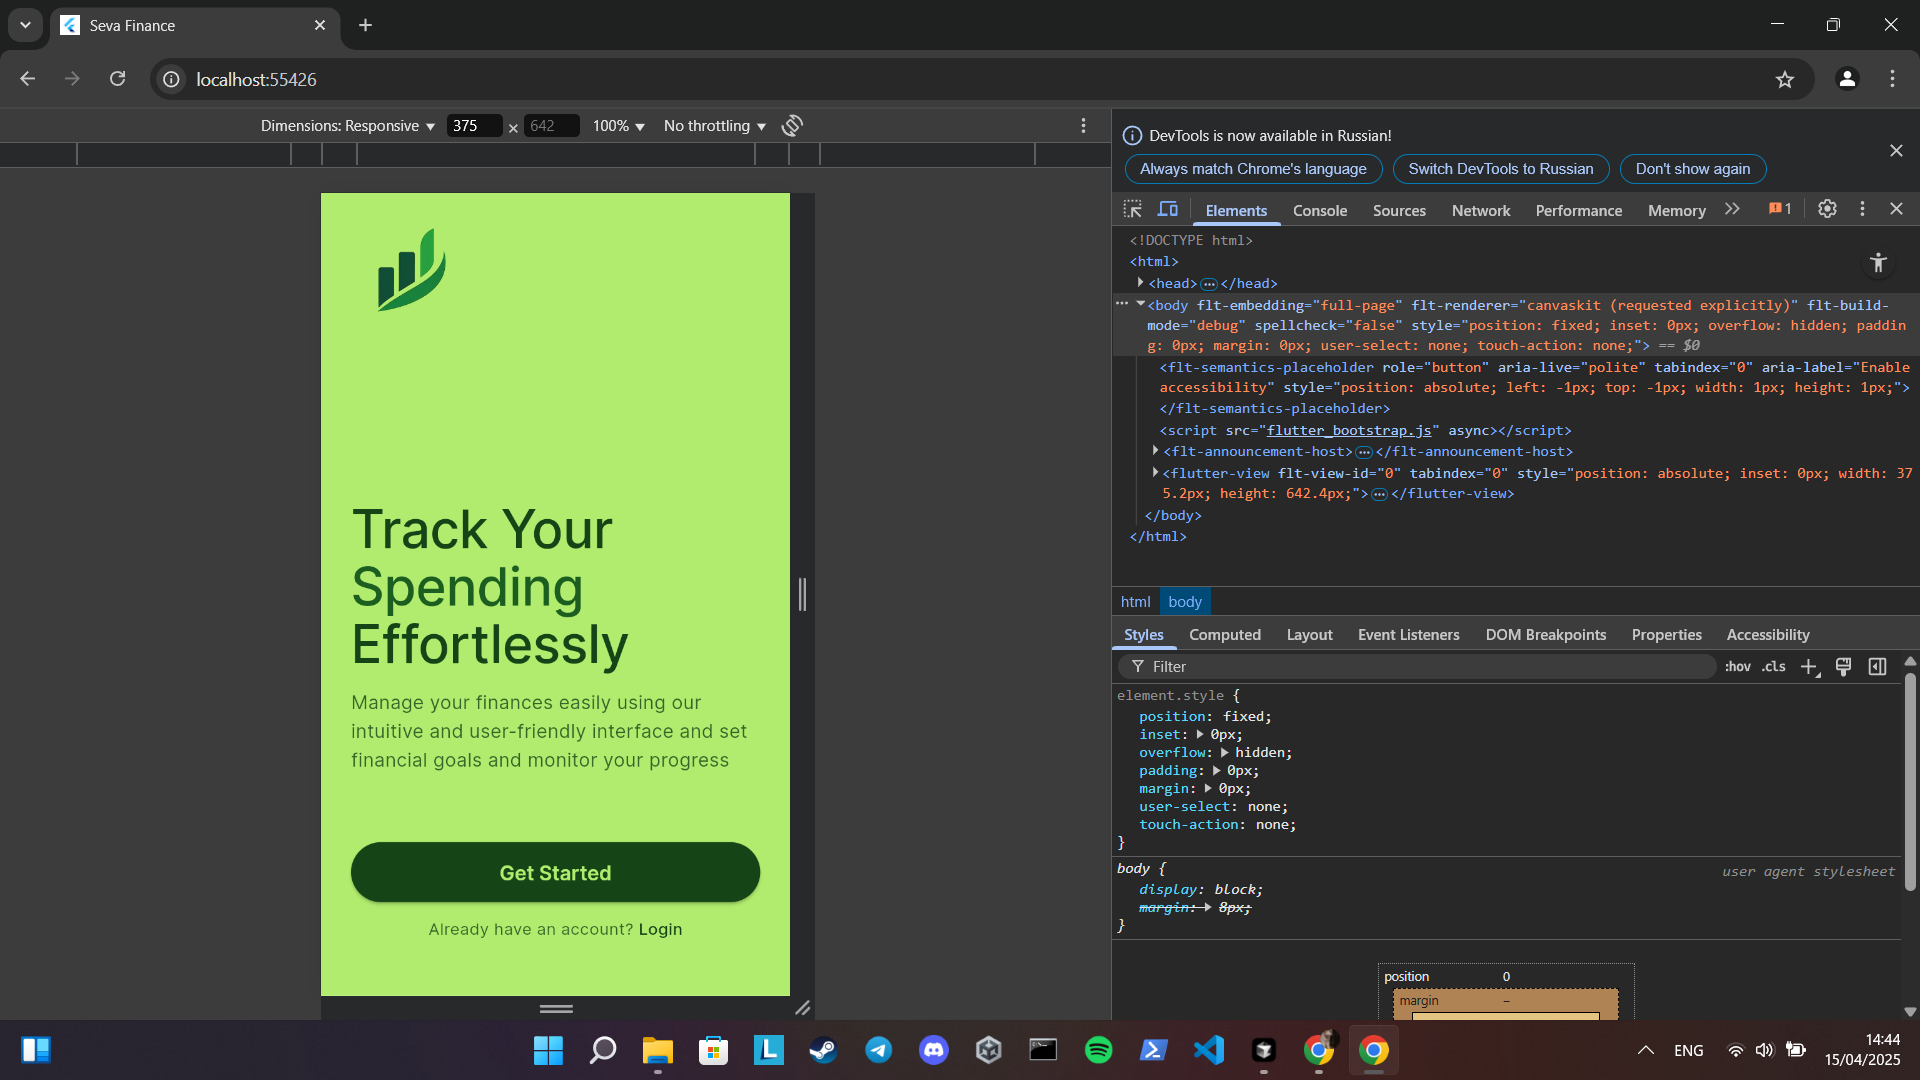 Seva Finance
localhost:55426
Dimensions: Responsive 375 × 642 100% No throttling
DevTools is now available in Russian!
Always match Chrome's language Switch DevTools to Russian Don't show again
Elements Console Sources Network Performance Memory 1
<!DOCTYPE html>
<html>
<head> ··· </head>
··· <body flt-embedding="full-page" flt-renderer="canvaskit (requested explicitly)" flt-build-
mode="debug" spellcheck="false" style="position: fixed; inset: 0px; overflow: hidden; paddin
g: 0px; margin: 0px; user-select: none; touch-action: none;"> == $0
<flt-semantics-placeholder role="button" aria-live="polite" tabindex="0" aria-label="Enable
accessibility" style="position: absolute; left: -1px; top: -1px; width: 1px; height: 1px;">
</flt-semantics-placeholder>
<script src="flutter_bootstrap.js" async></script>
<flt-announcement-host> ··· </flt-announcement-host>
<flutter-view flt-view-id="0" tabindex="0" style="position: absolute; inset: 0px; width: 37
5.2px; height: 642.4px;"> ··· </flutter-view>
</body>
</html>
html body
Styles Computed Layout Event Listeners DOM Breakpoints Properties Accessibility
Filter :hov .cls
element.style {
position: fixed;
inset: 0px;
overflow: hidden;
padding: 0px;
margin: 0px;
user-select: none;
touch-action: none;
}
body { user agent stylesheet
display: block;
margin: 8px;
}
position 0
margin –
Track Your
Spending
Effortlessly
Manage your finances easily using our
intuitive and user-friendly interface and set
financial goals and monitor your progress
Get Started
Already have an account? Login
L
ENG
14:44
15/04/2025